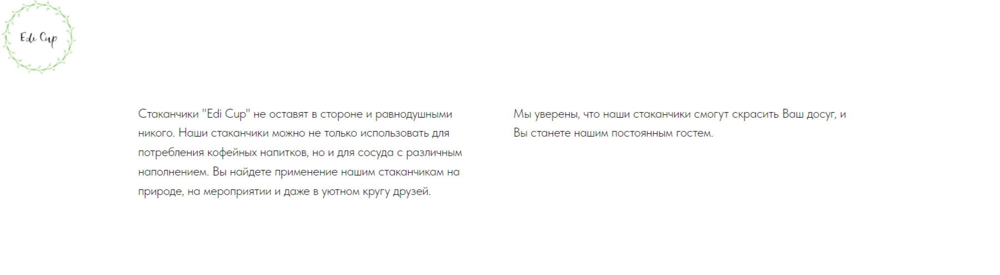 Edi Cup
Стаканчики "Edi Cup" не оставят в стороне и равнодушными
никого. Наши стаканчики можно не только использовать для
потребления кофейных напитков, но и для сосуда с различным
наполнением. Вы найдете применение нашим стаканчикам на
природе, на мероприятии и даже в уютном кругу друзей.
Мы уверены, что наши стаканчики смогут скрасить Ваш досуг, и
Вы станете нашим постоянным гостем.